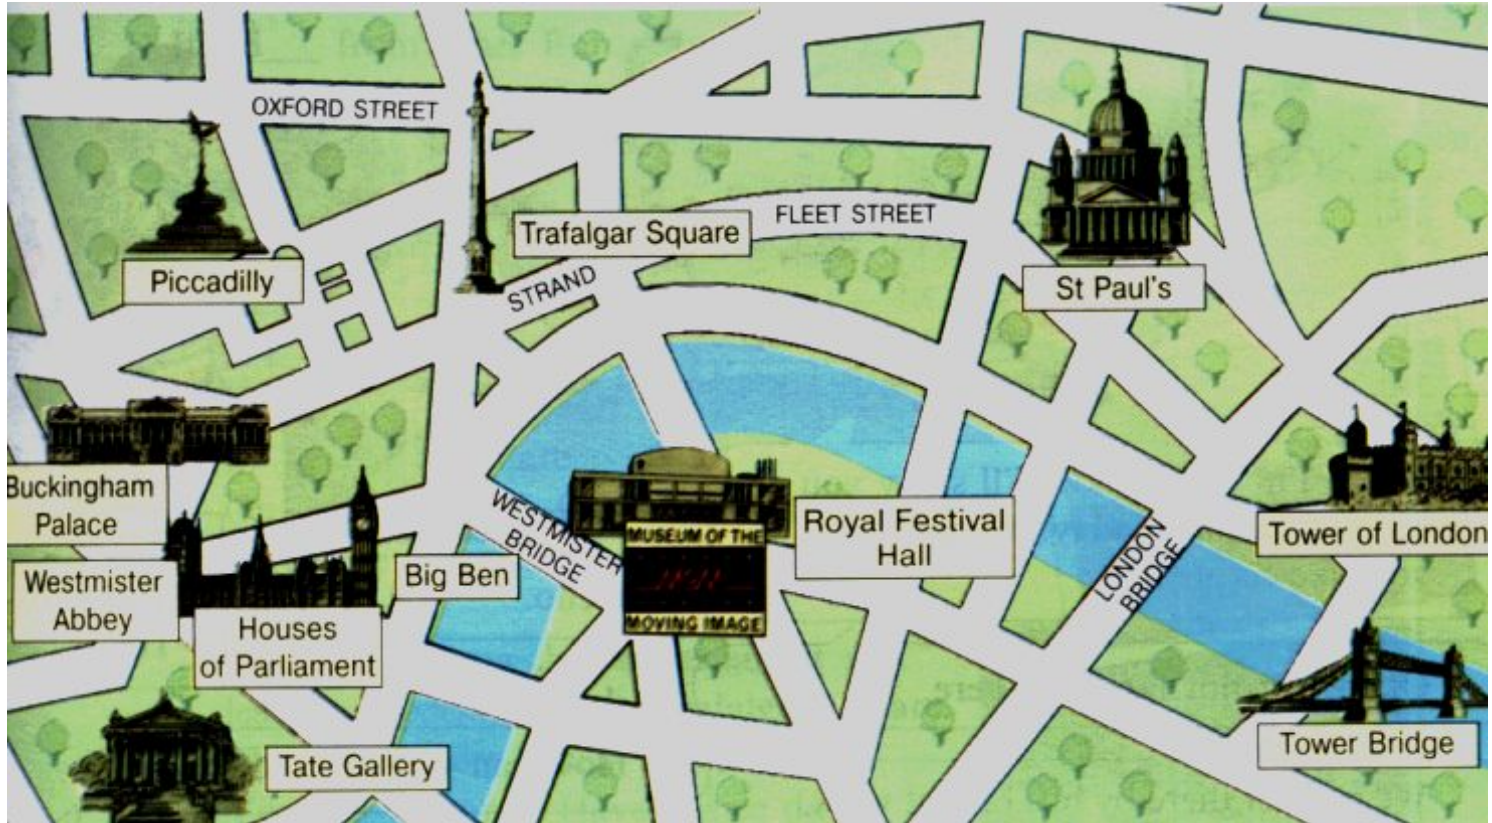 OXFORD STREET
Trafalgar Square
FLEET STREET
Piccadilly
STRAND
St Paul's
Buckingham
Palace
WESTMISTER
BRIDGE
Royal Festival
Hall
MUSEUM OF THE
MOVING IMAGE
LONDON
BRIDGE
Tower of London
Westmister
Abbey
Big Ben
Houses
of Parliament
Tate Gallery
Tower Bridge